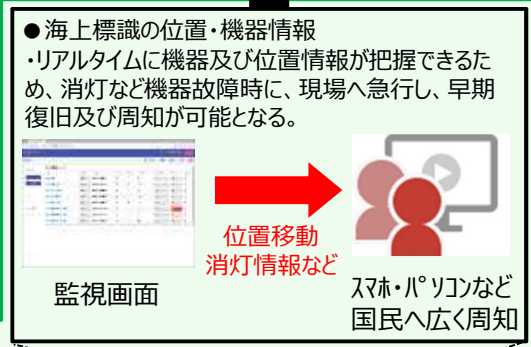 ●海上標識の位置・機器情報
・リアルタイムに機器及び位置情報が把握できるた
め、消灯など機器故障時に、現場へ急行し、早期
復旧及び周知が可能となる。
位置移動
消灯情報など
監視画面
ｽﾏﾎ・ﾊﾟｿｺﾝなど
国民へ広く周知